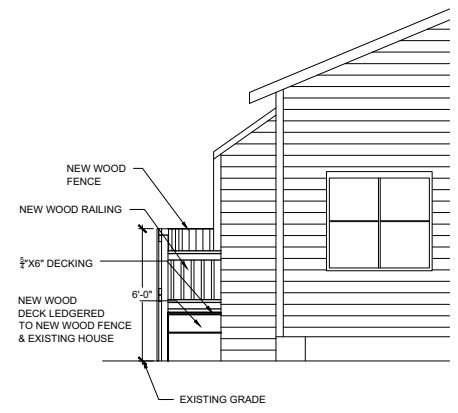 NEW WOOD
FENCE
NEW WOOD RAILING
5/4"X6" DECKING
6'-0"
NEW WOOD
DECK LEDGERED
TO NEW WOOD FENCE
& EXISTING HOUSE
EXISTING GRADE